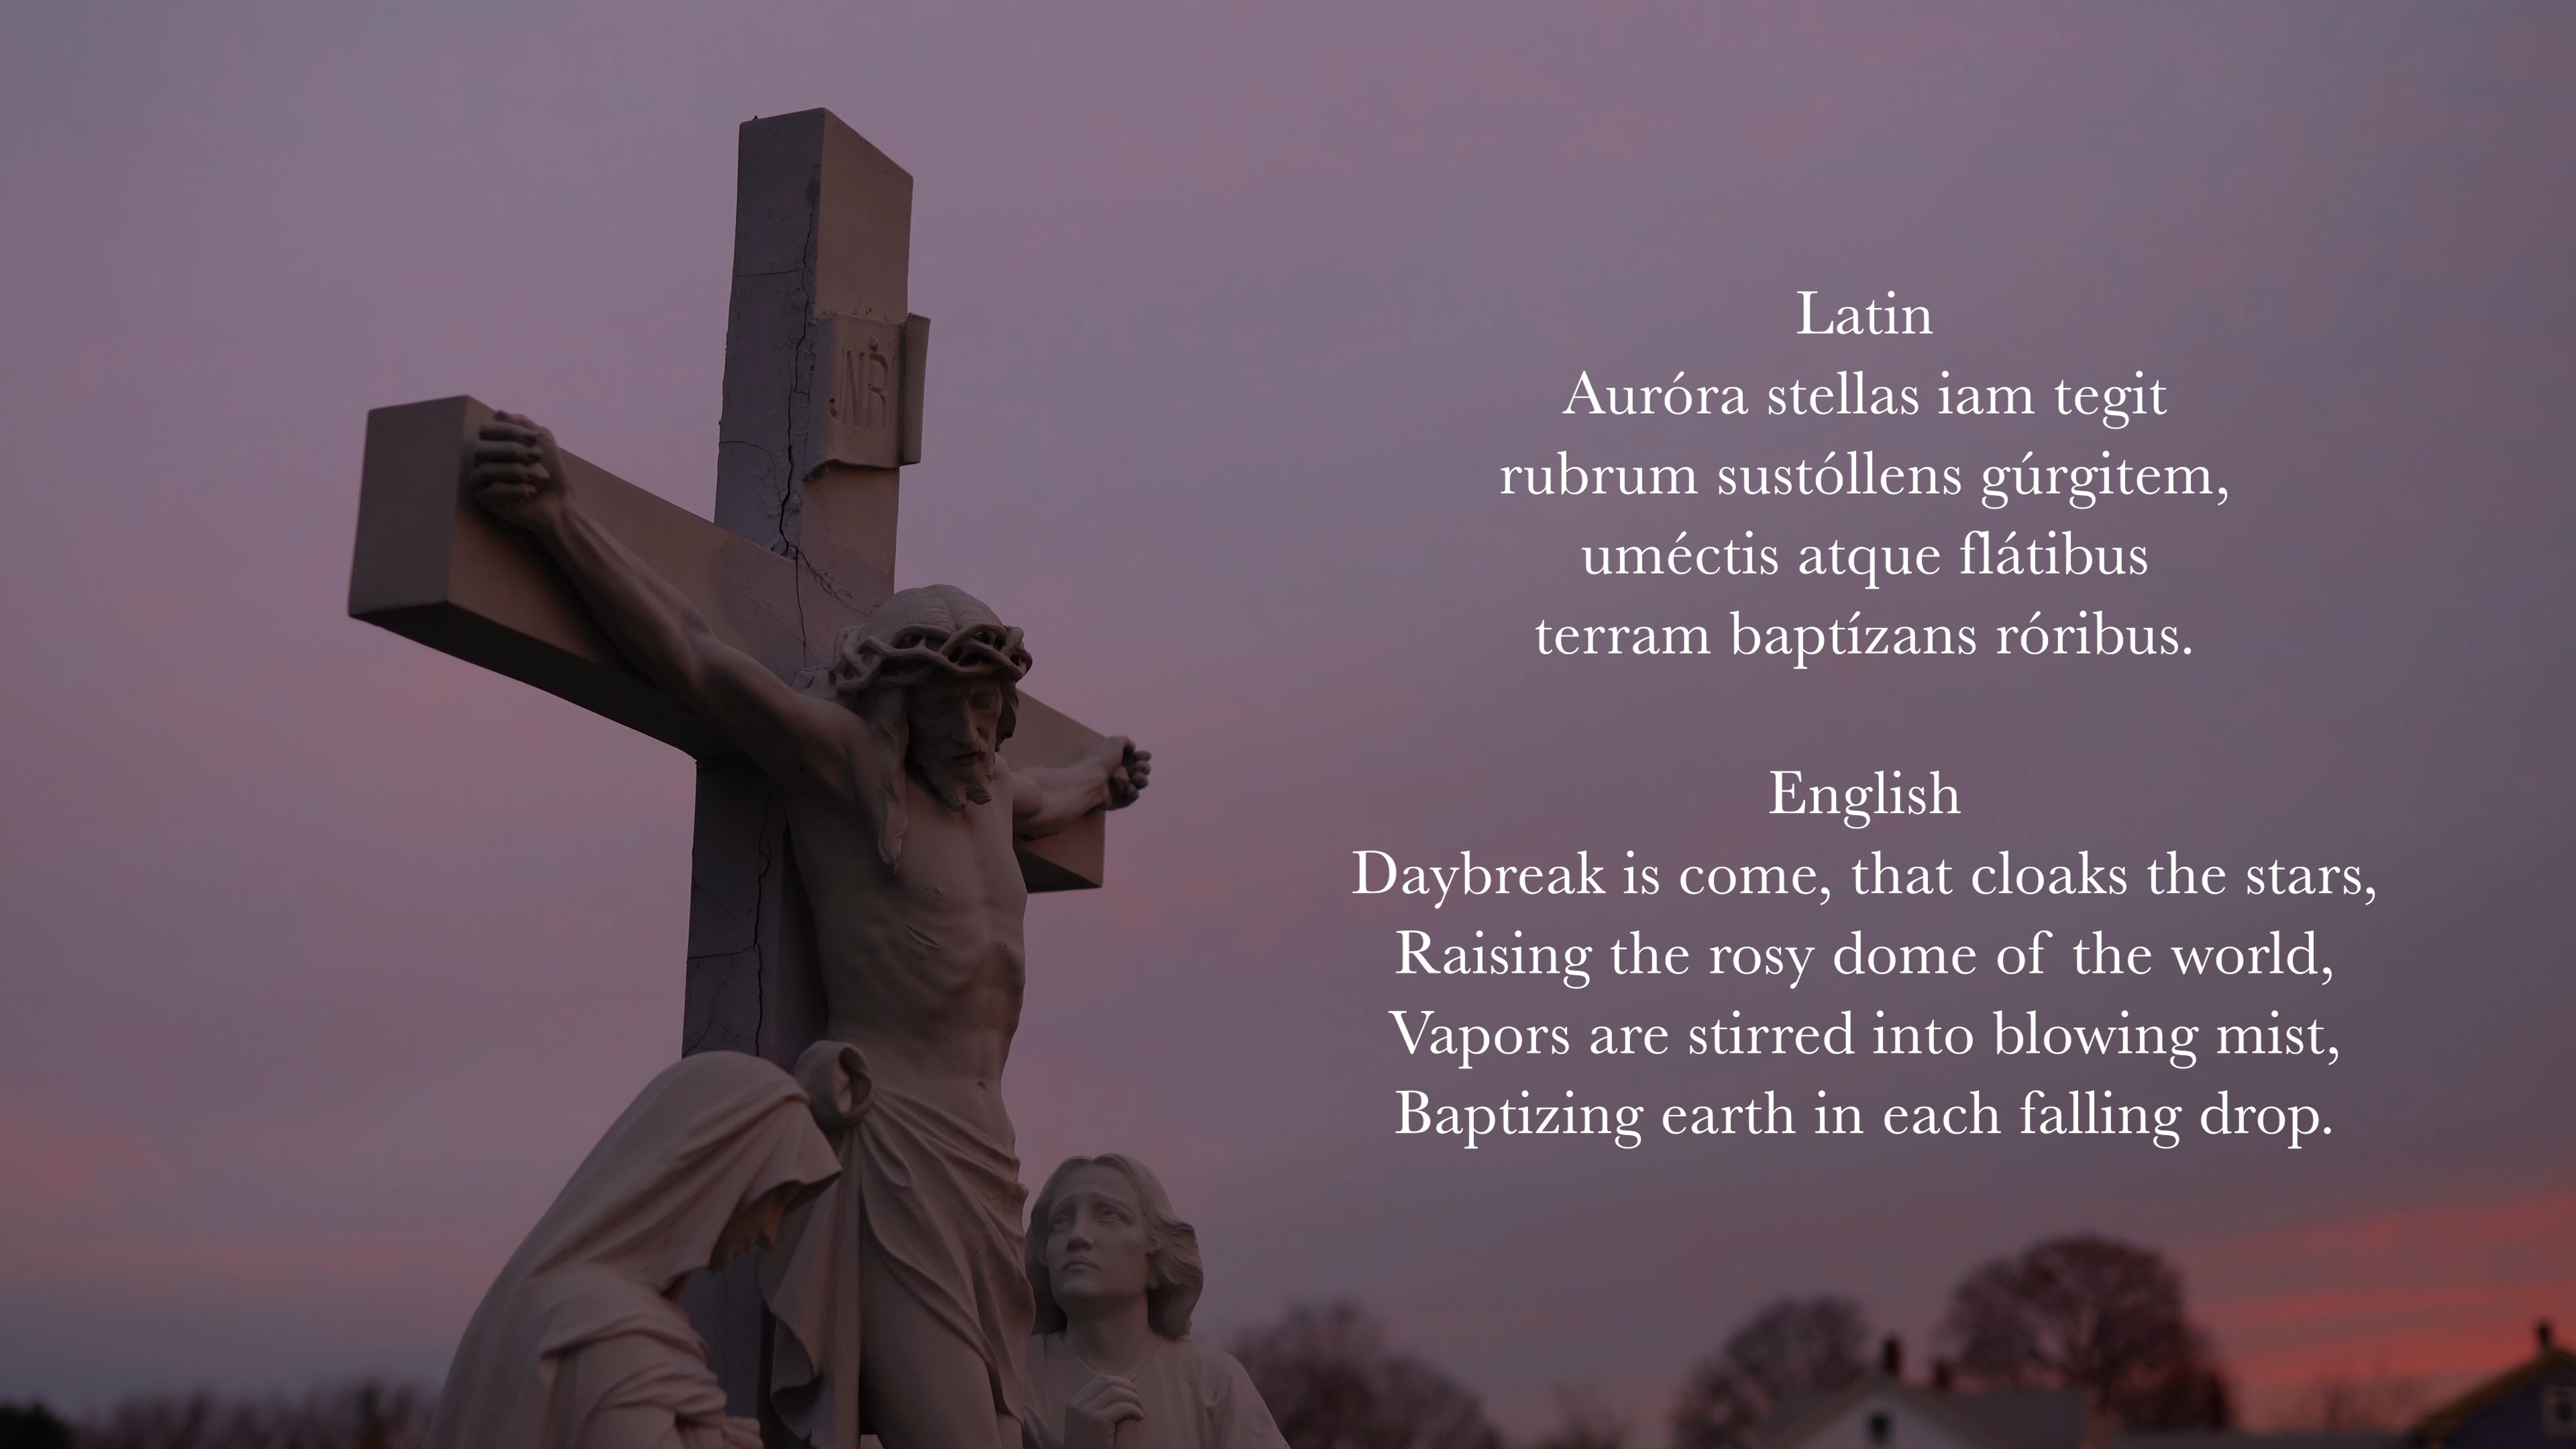 JNRI
Latin
Auróra stellas iam tegit
rubrum sustóllens gúrgitem,
uméctis atque flátibus
terram baptízans róribus.
English
Daybreak is come, that cloaks the stars,
Raising the rosy dome of the world,
Vapors are stirred into blowing mist,
Baptizing earth in each falling drop.